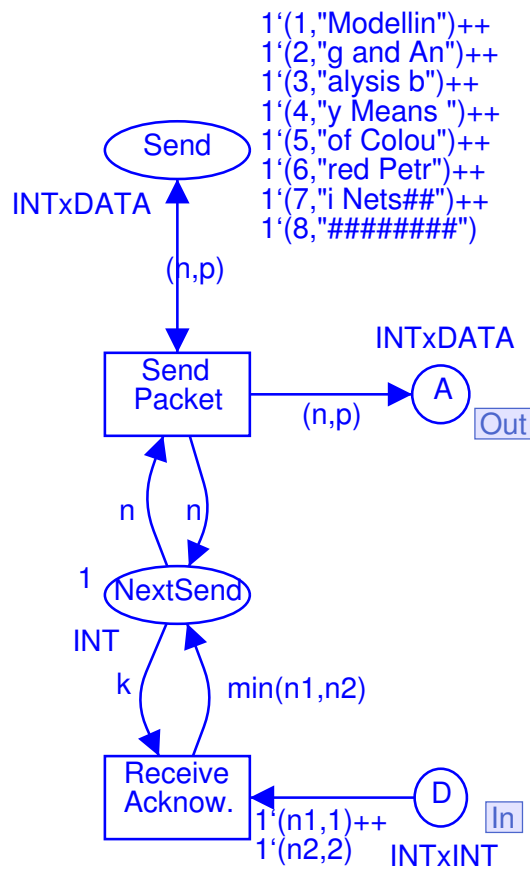 1‘(1,"Modellin")++
1‘(2,"g and An")++
1‘(3,"alysis b")++
1‘(4,"y Means ")++
1‘(5,"of Colou")++
1‘(6,"red Petr")++
1‘(7,"i Nets##")++
1‘(8,"########")
Send
INTxDATA
(n,p)
Send
Packet
INTxDATA
A
(n,p)
Out
n
n
1
NextSend
INT
k
min(n1,n2)
Receive
Acknow.
1‘(n1,1)++
1‘(n2,2)
D
In
INTxINT